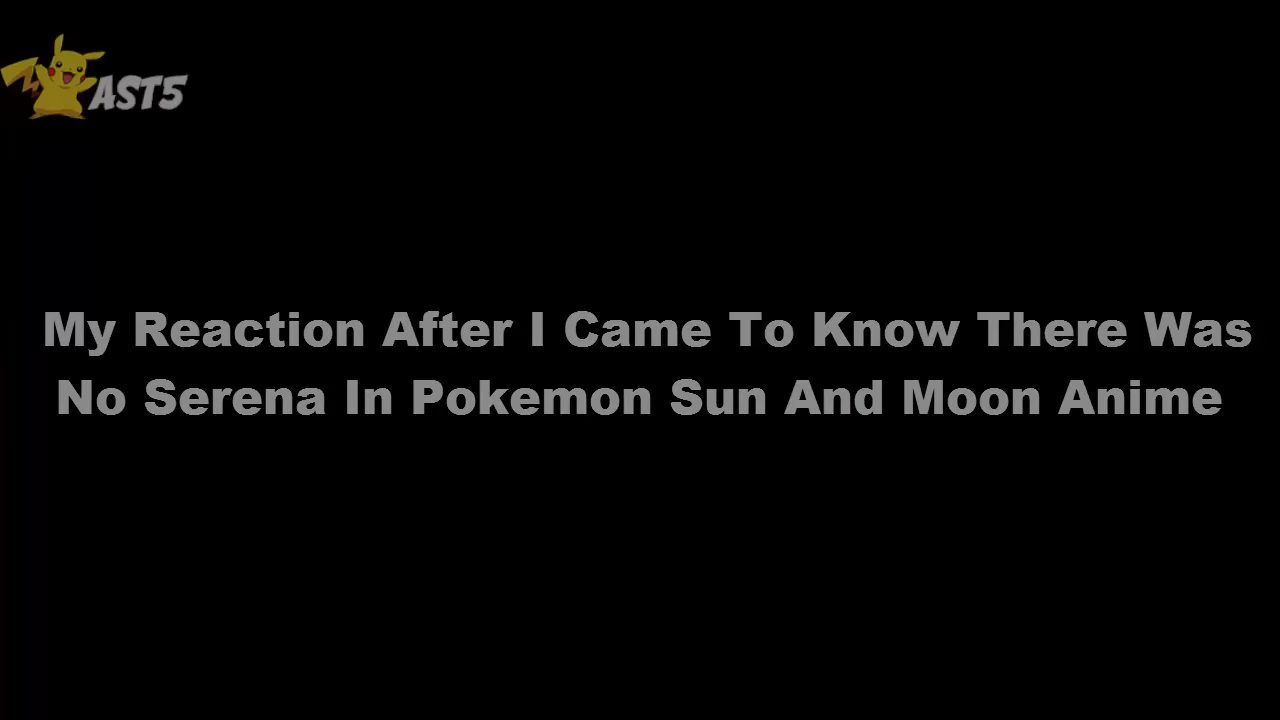 AST5
My Reaction After I Came To Know There Was
No Serena In Pokemon Sun And Moon Anime